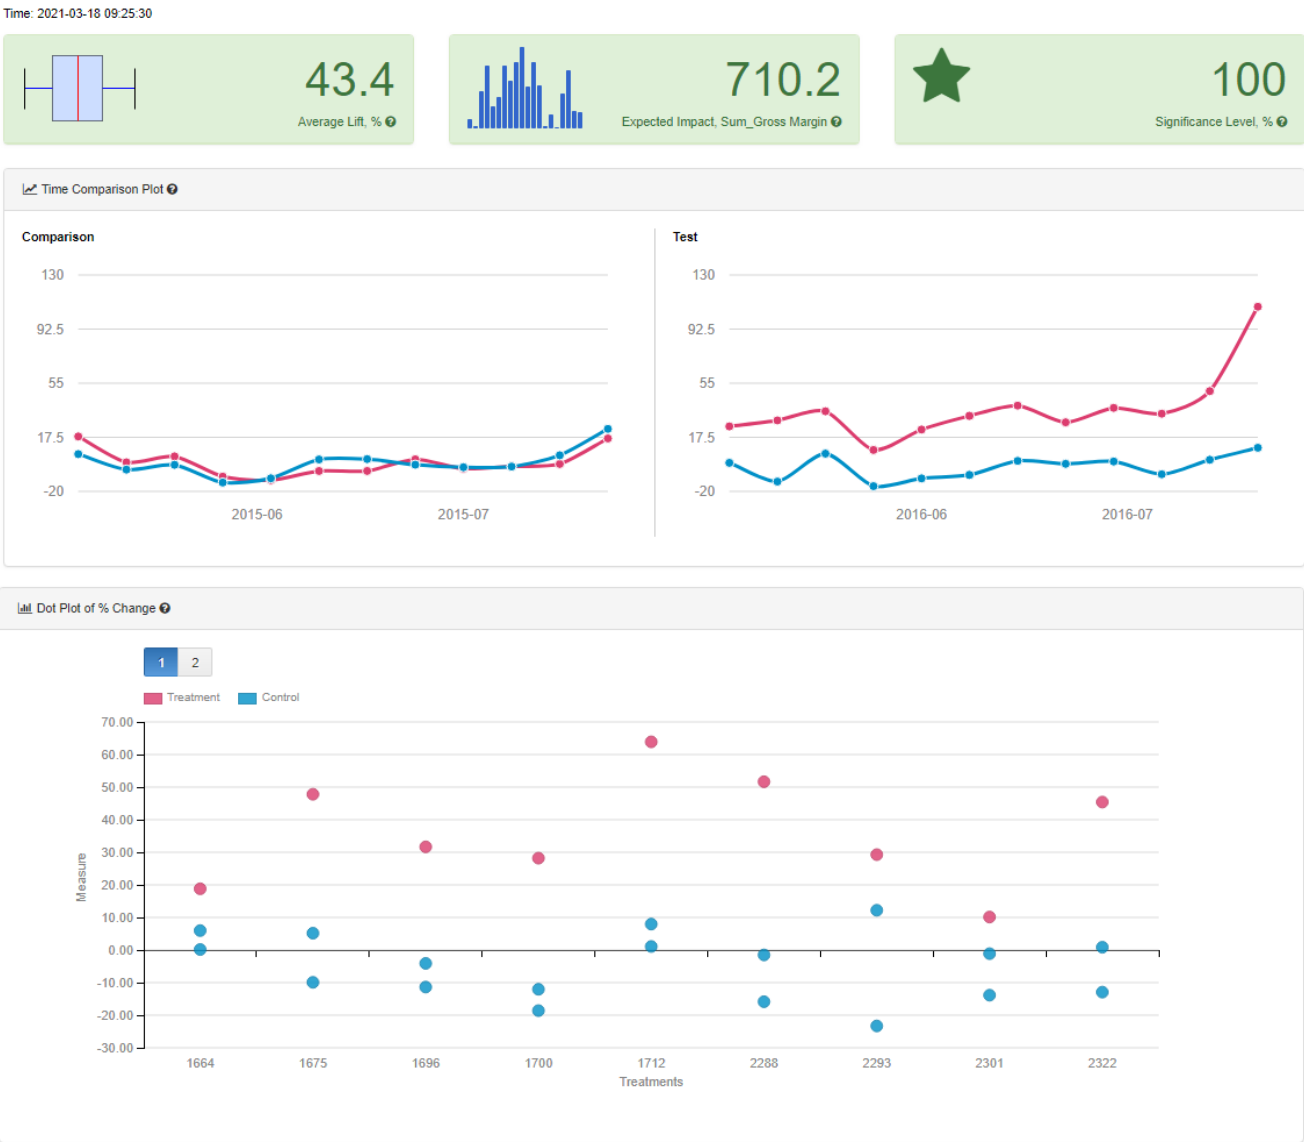 Time: 2021-03-18 09:25:30
43.4
Average Lift, %
710.2
Expected Impact, Sum_Gross Margin
100
Significance Level, %
Time Comparison Plot
Comparison
130
92.5
55
17.5
-20
2015-06 2015-07
Test
130
92.5
55
17.5
-20
2016-06 2016-07
Dot Plot of % Change
1 2
Treatment Control
70.00
60.00
50.00
40.00
30.00
20.00
10.00
0.00
-10.00
-20.00
-30.00
Measure
1664 1675 1696 1700 1712 2288 2293 2301 2322
Treatments